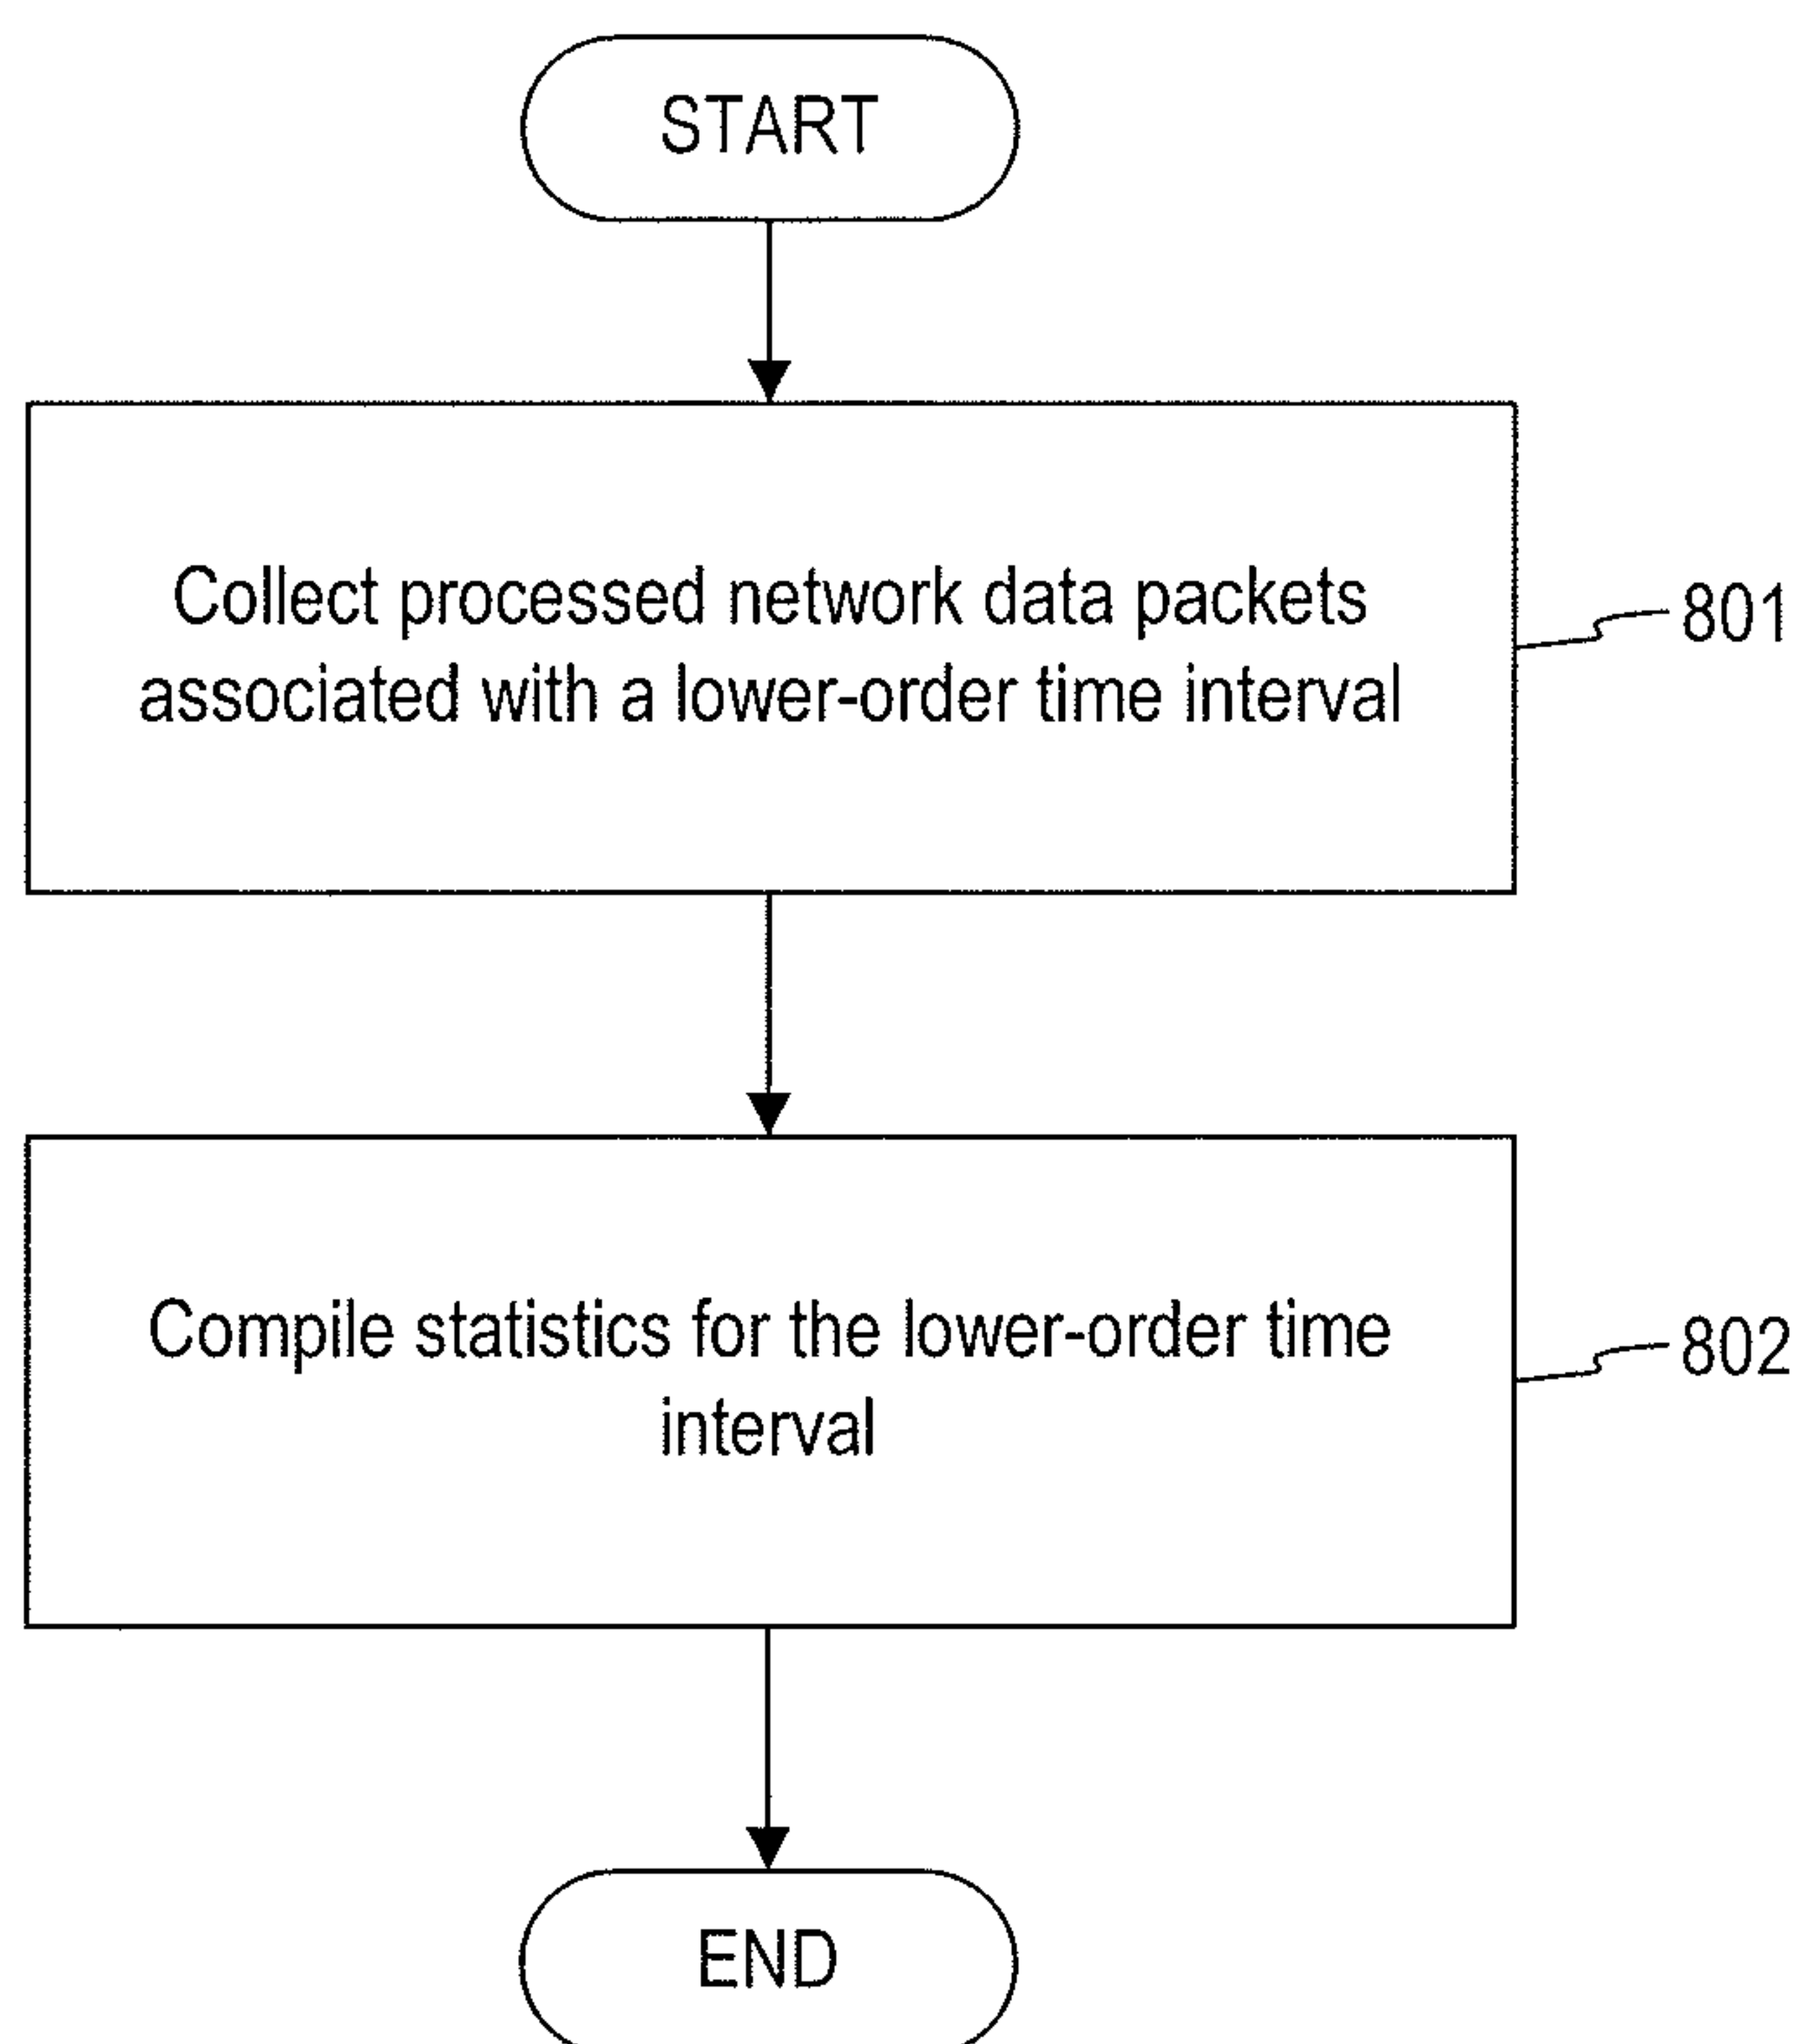 START
Collect processed network data packets
associated with a lower-order time interval
801
Compile statistics for the lower-order time
interval
802
END